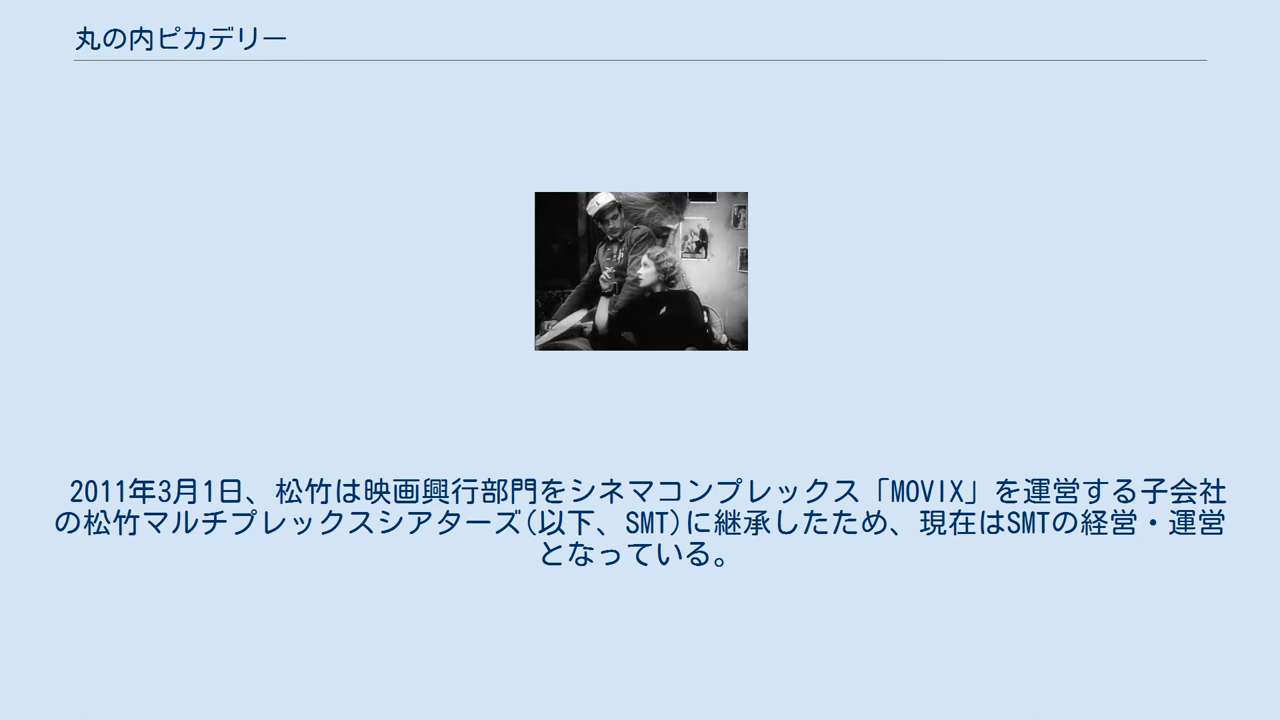 丸の内ピカデリー
2011年3月1日、松竹は映画興行部門をシネマコンプレックス「MOVIX」を運営する子会社
の松竹マルチプレックスシアターズ(以下、SMT)に継承したため、現在はSMTの経営・運営
となっている。